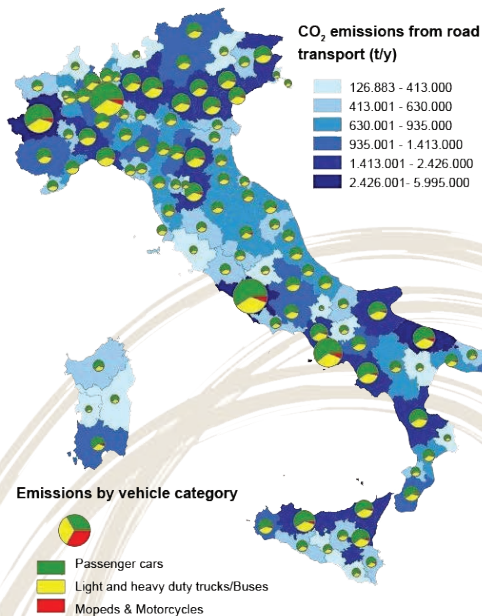 CO₂ emissions from road
transport (t/y)
126.883 - 413.000
413.001 - 630.000
630.001 - 935.000
935.001 - 1.413.000
1.413.001 - 2.426.000
2.426.001- 5.995.000
Emissions by vehicle category
Passenger cars
Light and heavy duty trucks/Buses
Mopeds & Motorcycles